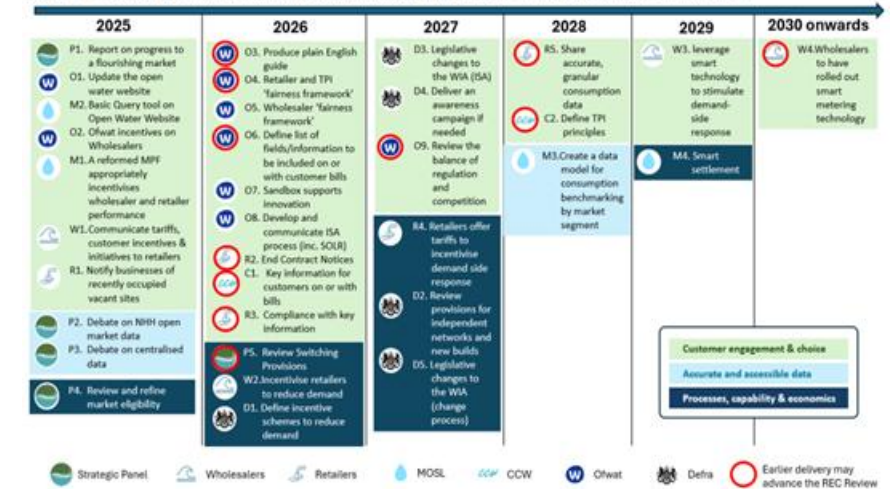 2025
P1. Report on progress to
a flourishing market
O1. Update the open
water website
M2. Basic Query tool on
Open Water Website
O2. Ofwat incentives on
Wholesalers
M1. A reformed MPF
appropriately
incentivises
wholesaler and retailer
performance
W1. Communicate tariffs,
customer incentives &
initiatives to retailers
R1. Notify businesses of
recently occupied
vacant sites
P2. Debate on NHH open
market data
P3. Debate on centralised
data
P4. Review and refine
market eligibility
2026
O3. Produce plain English
guide
O4. Retailer and TPI
'fairness framework'
O5. Wholesaler 'fairness
framework'
O6. Define list of
fields/information to
be included on or
with customer bills
O7. Sandbox supports
innovation
O8. Develop and
communicate ISA
process (inc. SOLR)
R2. End Contract Notices
C1. Key information for
customers on or with
bills
R3. Compliance with key
information
P5. Review Switching
Provisions
W2.Incentivise retailers
to reduce demand
D1. Define incentive
schemes to reduce
demand
2027
D3. Legislative
changes to
the WIA (ISA)
D4. Deliver an
awareness
campaign if
needed
O9. Review the
balance of
regulation
and
competition
R4. Retailers offer
tariffs to
incentivise
demand side
response
D2. Review
provisions for
independent
networks and
new builds
D5. Legislative
changes to
the WIA
(change
process)
2028
R5. Share
accurate,
granular
consumption
data
C2. Define TPI
principles
M3.Create a data
model for
consumption
benchmarking
by market
segment
2029
W3. leverage
smart
technology
to stimulate
demand-
side
response
M4. Smart
settlement
2030 onwards
W4.Wholesalers
to have
rolled out
smart
metering
technology
Customer engagement & choice
Accurate and accessible data
Processes, capability & economics
Strategic Panel
Wholesalers
Retailers
MOSL
CCW
Ofwat
Defra
Earlier delivery may
advance the REC Review